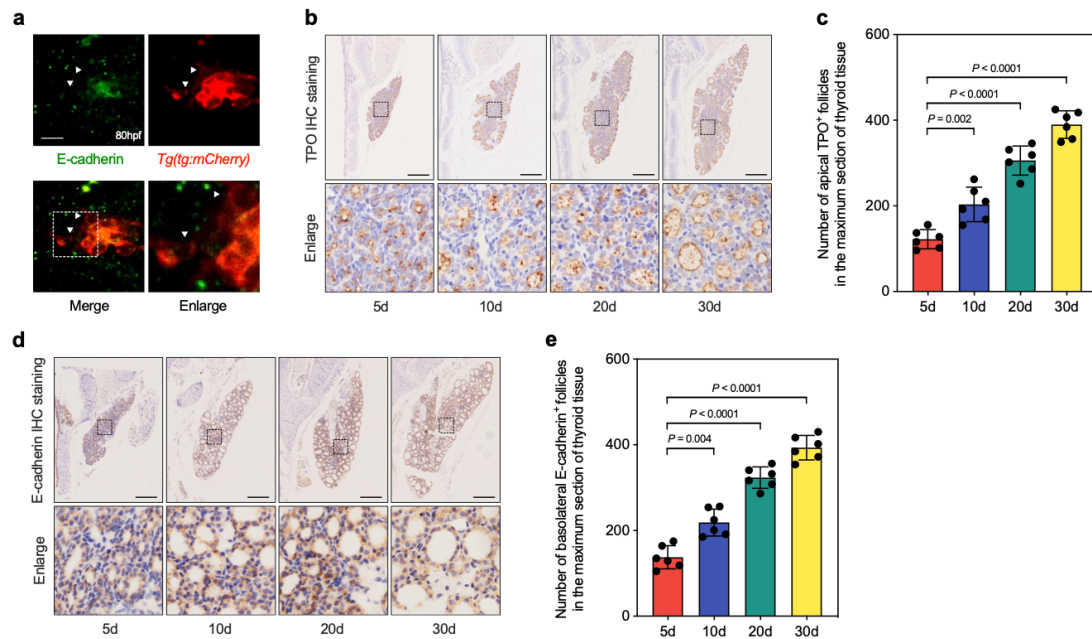 a
80hpf
E-cadherin
Tg(tg:mCherry)
Merge
Enlarge
b
TPO IHC staining
Enlarge
5d
10d
20d
30d
c
Number of apical TPO⁺ follicles
in the maximum section of thyroid tissue
600
400
200
0
P < 0.0001
P < 0.0001
P = 0.002
5d
10d
20d
30d
d
E-cadherin IHC staining
Enlarge
5d
10d
20d
30d
e
Number of basolateral E-cadherin⁺ follicles
in the maximum section of thyroid tissue
600
400
200
0
P < 0.0001
P < 0.0001
P = 0.004
5d
10d
20d
30d